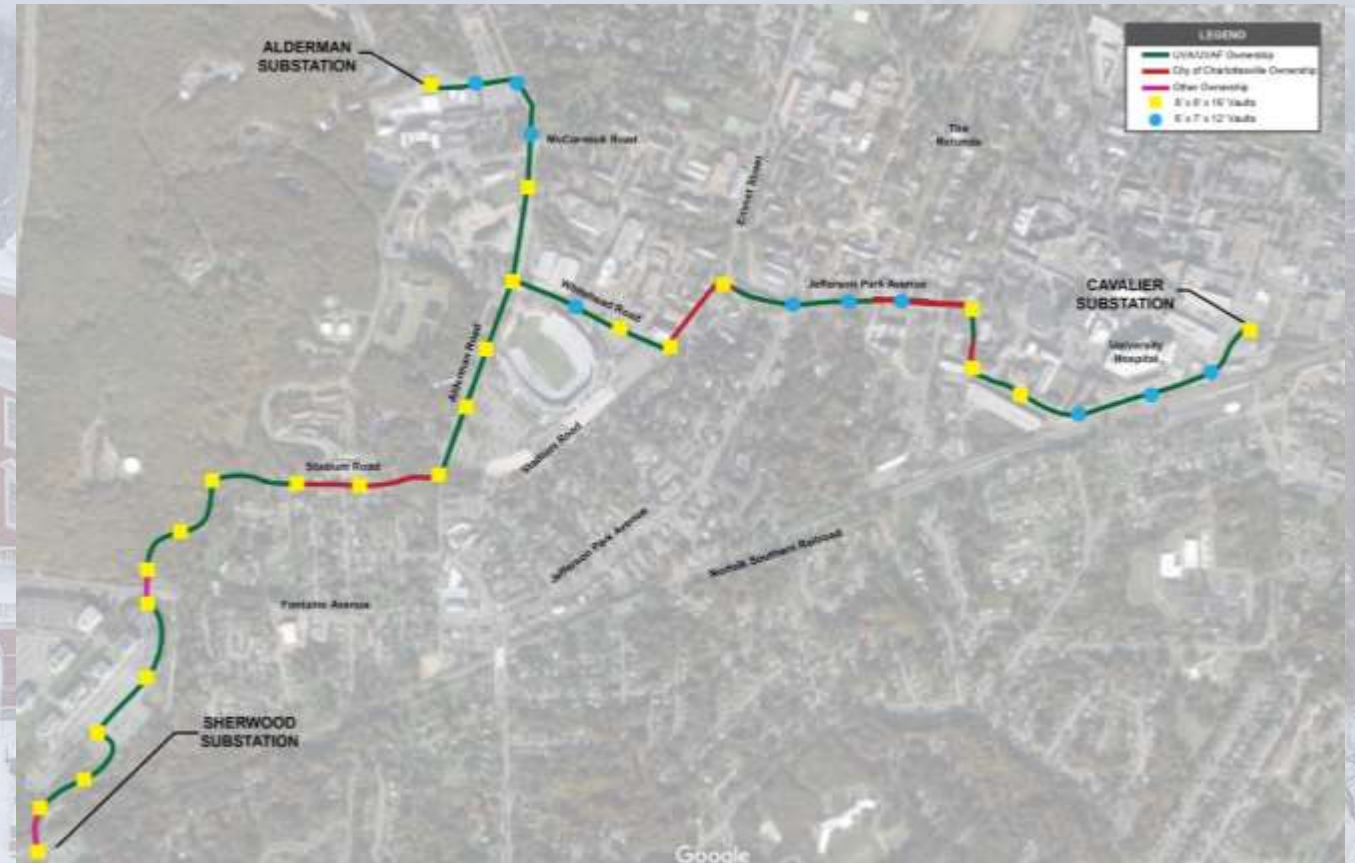 ALDERMAN
SUBSTATION
LEGEND
UVA/UVAF Ownership
City of Charlottesville Ownership
Other Ownership
Vaults
Vaults
McCormick Road
The
Rotunda
Emmet Street
Whitehead Road
Jefferson Park Avenue
CAVALIER
SUBSTATION
University
Hospital
Alderman Road
Stadium Road
Stadium Road
Jefferson Park Avenue
Norfolk Southern Railroad
Fontaine Avenue
SHERWOOD
SUBSTATION
Google